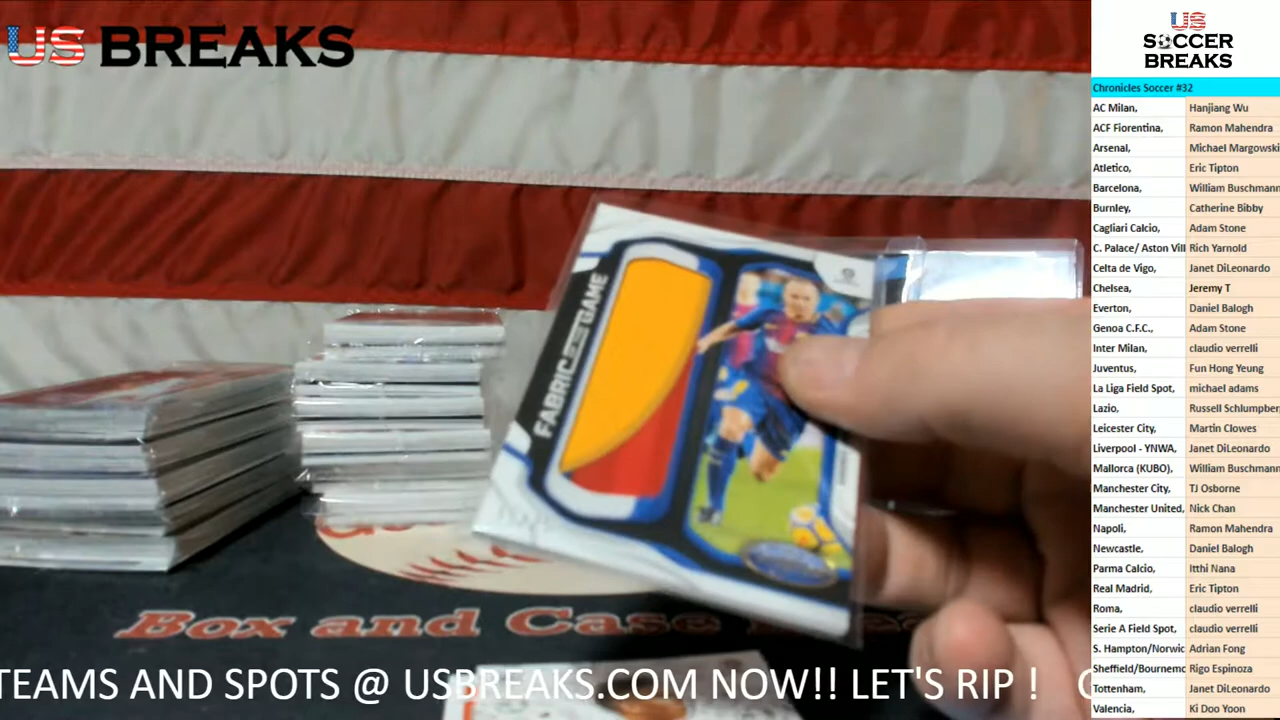 US BREAKS
FABRIC OF THE GAME
Box and Case Brea
TEAMS AND SPOTS @ USBREAKS.COM NOW!! LET'S RIP !
US
SOCCER
BREAKS
Chronicles Soccer #32
AC Milan, Hanjiang Wu
ACF Fiorentina, Ramon Mahendra
Arsenal, Michael Margowski
Atletico, Eric Tipton
Barcelona, William Buschmann
Burnley, Catherine Bibby
Cagliari Calcio, Adam Stone
C. Palace/ Aston Vill Rich Yarnold
Celta de Vigo, Janet DiLeonardo
Chelsea, Jeremy T
Everton, Daniel Balogh
Genoa C.F.C., Adam Stone
Inter Milan, claudio verrelli
Juventus, Fun Hong Yeung
La Liga Field Spot, michael adams
Lazio, Russell Schlumper
Leicester City, Martin Clowes
Liverpool - YNWA, Janet DiLeonardo
Mallorca (KUBO), William Buschmann
Manchester City, TJ Osborne
Manchester United, Nick Chan
Napoli, Ramon Mahendra
Newcastle, Daniel Balogh
Parma Calcio, Itthi Nana
Real Madrid, Eric Tipton
Roma, claudio verrelli
Serie A Field Spot, claudio verrelli
S. Hampton/Norwic Adrian Fong
Sheffield/Bournemo Rigo Espinoza
Tottenham, Janet DiLeonardo
Valencia, Ki Doo Yoon